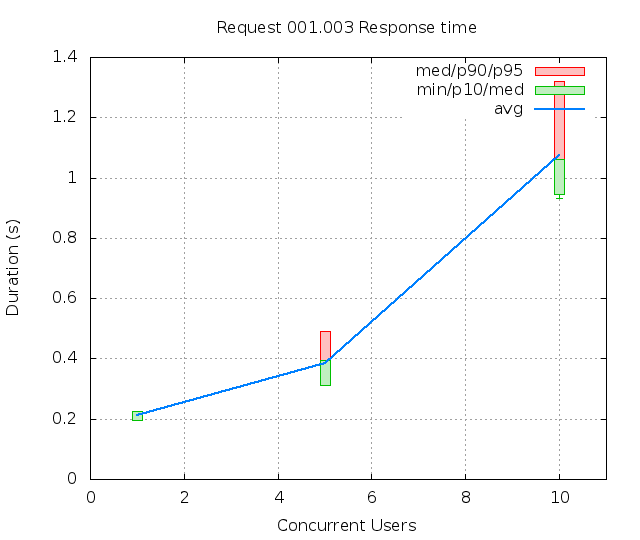 Request 001.003 Response time
med/p90/p95
min/p10/med
avg
1.4
1.2
1
0.8
0.6
0.4
0.2
0
Duration (s)
0 2 4 6 8 10
Concurrent Users